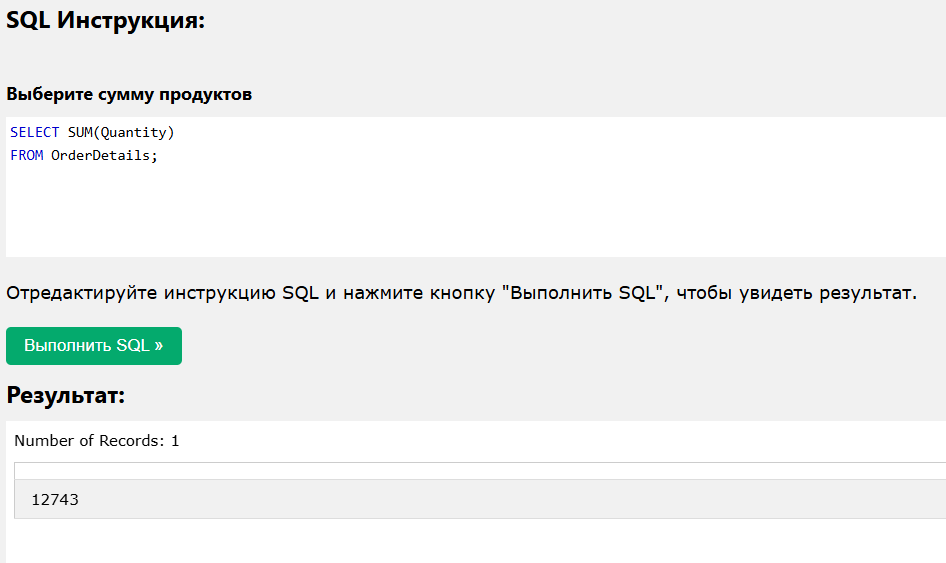 SQL Инструкция:
Выберите сумму продуктов
SELECT SUM(Quantity)
FROM OrderDetails;
Отредактируйте инструкцию SQL и нажмите кнопку "Выполнить SQL", чтобы увидеть результат.
Выполнить SQL »
Результат:
Number of Records: 1
12743